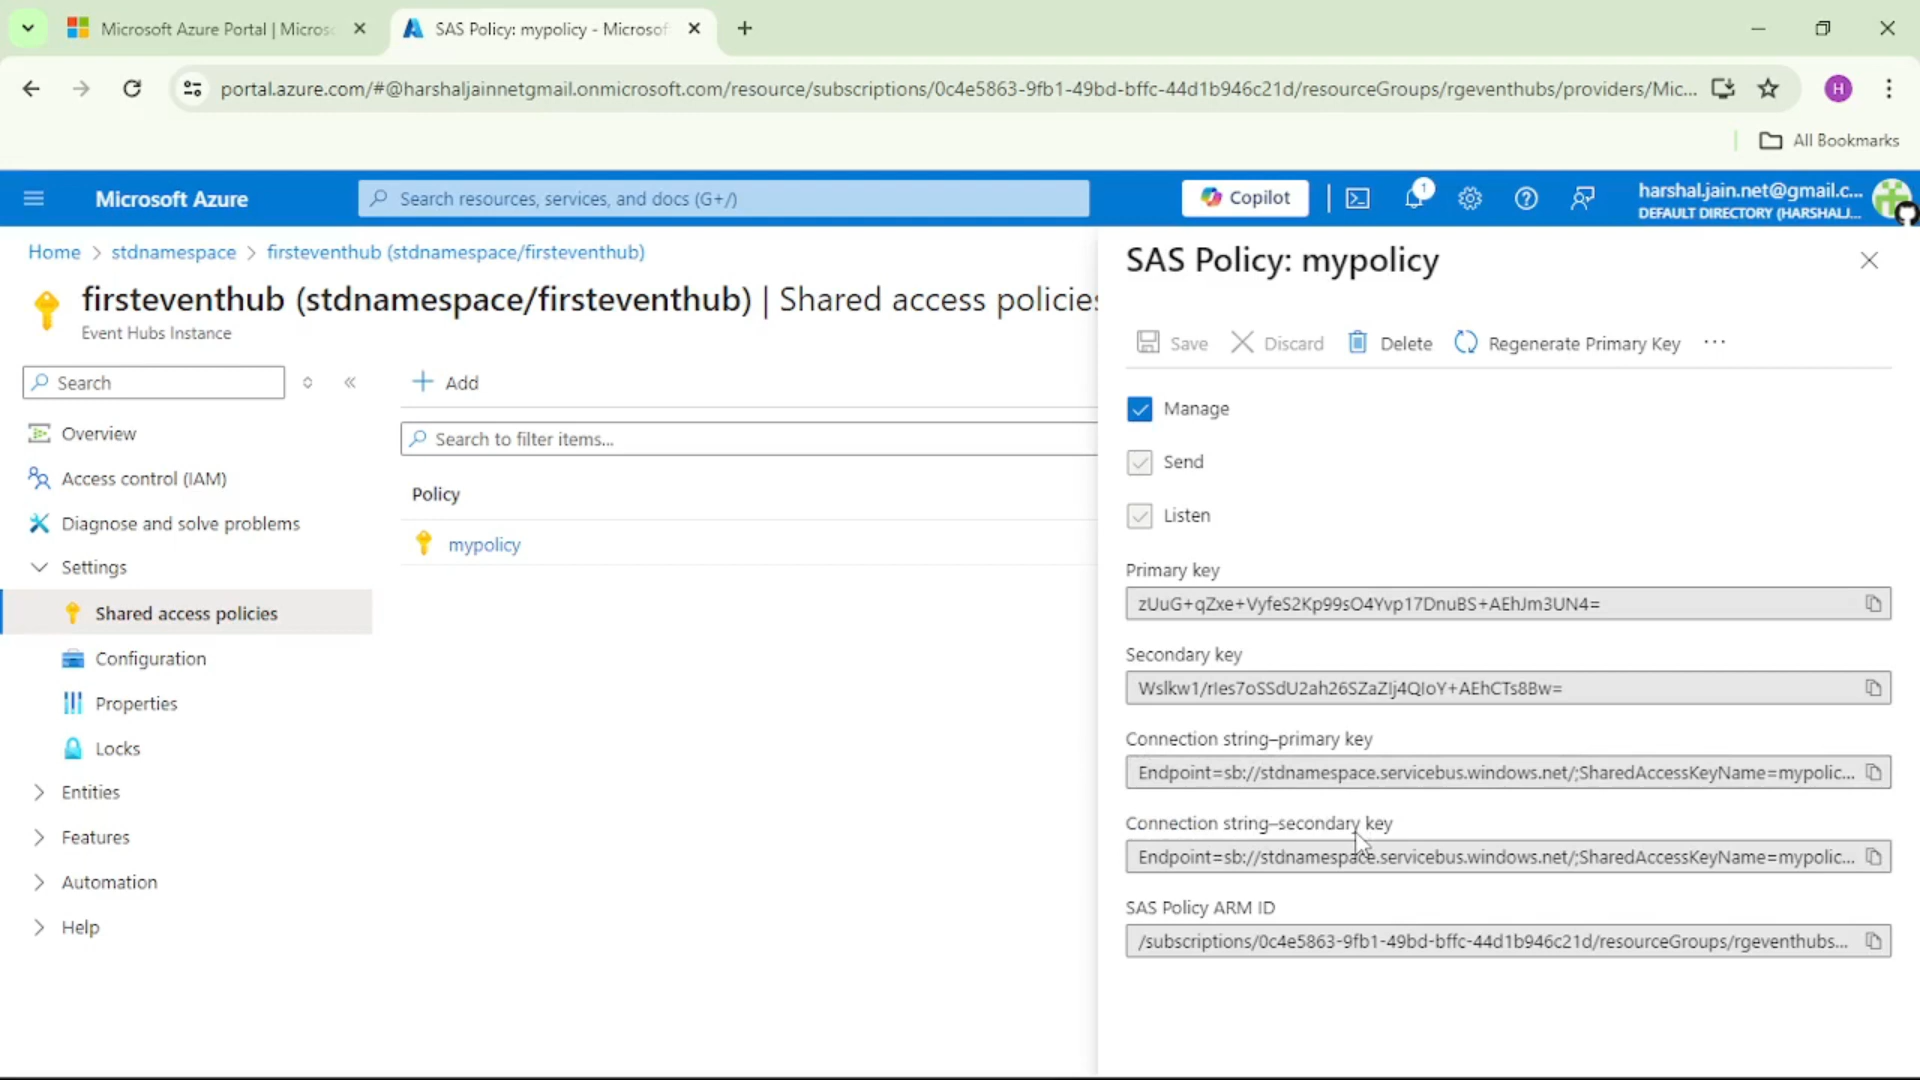 Microsoft Azure Portal | Micros
SAS Policy: mypolicy - Microsof
portal.azure.com/#@harshaljainnetgmail.onmicrosoft.com/resource/subscriptions/0c4e5863-9fb1-49bd-bffc-44d1b946c21d/resourceGroups/rgeventhubs/providers/Mic...
H
All Bookmarks
Microsoft Azure
Search resources, services, and docs (G+/)
Copilot
1
harshal.jain.net@gmail.c...
DEFAULT DIRECTORY (HARSHALJ...
Home > stdnamespace > firsteventhub (stdnamespace/firsteventhub)
firsteventhub (stdnamespace/firsteventhub) | Shared access policies
Event Hubs Instance
Search
Overview
Access control (IAM)
Diagnose and solve problems
Settings
Shared access policies
Configuration
Properties
Locks
Entities
Features
Automation
Help
Add
Search to filter items...
Policy
mypolicy
SAS Policy: mypolicy
Save
Discard
Delete
Regenerate Primary Key
...
Manage
Send
Listen
Primary key
zUuG+qZxe+VyfeS2Kp99sO4Yvp17DnuBS+AEhJm3UN4=
Secondary key
Wslkw1/rIes7oSSdU2ah26SZaZIj4QIoY+AEhCTs8Bw=
Connection string–primary key
Endpoint=sb://stdnamespace.servicebus.windows.net/;SharedAccessKeyName=mypolic...
Connection string–secondary key
Endpoint=sb://stdnamespace.servicebus.windows.net/;SharedAccessKeyName=mypolic...
SAS Policy ARM ID
/subscriptions/0c4e5863-9fb1-49bd-bffc-44d1b946c21d/resourceGroups/rgeventhubs...